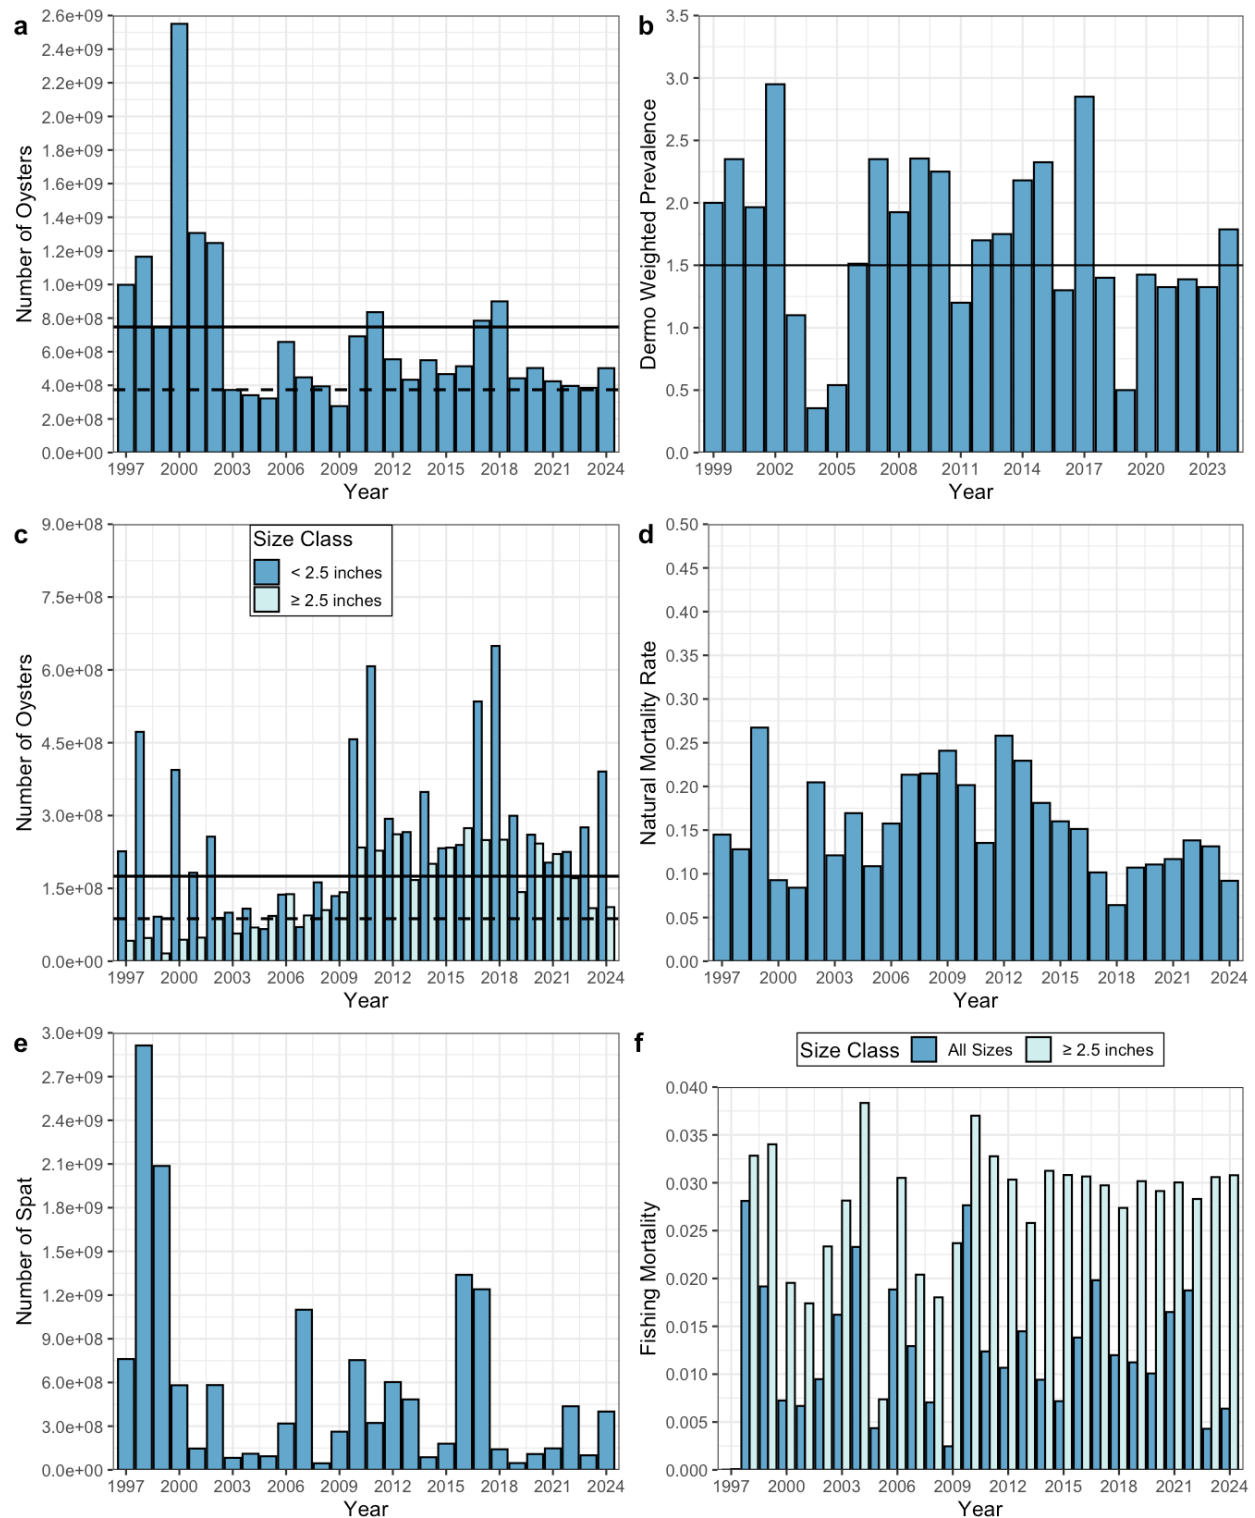 a
2.6e+09
2.4e+09
2.2e+09
2.0e+09
1.8e+09
1.6e+09
1.4e+09
1.2e+09
1.0e+09
8.0e+08
6.0e+08
4.0e+08
2.0e+08
0.0e+00
Number of Oysters
1997 2000 2003 2006 2009 2012 2015 2018 2021 2024
Year
b
3.5
3.0
2.5
2.0
1.5
1.0
0.5
0.0
Dermo Weighted Prevalence
1999 2002 2005 2008 2011 2014 2017 2020 2023
Year
c
Size Class
< 2.5 inches
≥ 2.5 inches
9.0e+08
7.5e+08
6.0e+08
4.5e+08
3.0e+08
1.5e+08
0.0e+00
Number of Oysters
1997 2000 2003 2006 2009 2012 2015 2018 2021 2024
Year
d
0.50
0.45
0.40
0.35
0.30
0.25
0.20
0.15
0.10
0.05
0.00
Natural Mortality Rate
1997 2000 2003 2006 2009 2012 2015 2018 2021 2024
Year
e
3.0e+09
2.7e+09
2.4e+09
2.1e+09
1.8e+09
1.5e+09
1.2e+09
9.0e+08
6.0e+08
3.0e+08
0.0e+00
Number of Spat
1997 2000 2003 2006 2009 2012 2015 2018 2021 2024
Year
f
Size Class All Sizes ≥ 2.5 inches
0.040
0.035
0.030
0.025
0.020
0.015
0.010
0.005
0.000
Fishing Mortality
1997 2000 2003 2006 2009 2012 2015 2018 2021 2024
Year